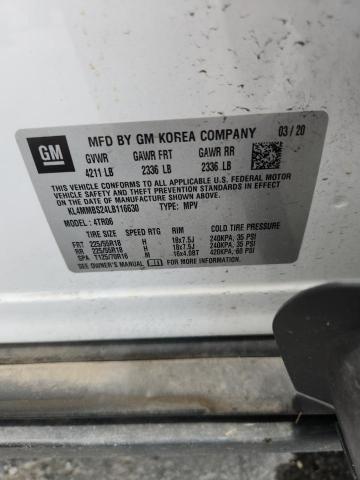 GM
MFD BY GM KOREA COMPANY 03/20
GVWR GAWR FRT GAWR RR
4211 LB 2336 LB 2336 LB
THIS VEHICLE CONFORMS TO ALL APPLICABLE U.S. FEDERAL MOTOR
VEHICLE SAFETY, BUMPER, AND THEFT PREVENTION STANDARDS IN EFFECT
ON THE DATE OF MANUFACTURE SHOWN ABOVE.
KL4MMBS24LB116630 TYPE: MPV
MODEL: 4TR06
SPEED RTG RIM COLD TIRE PRESSURE
FRT 225/55R18 H 18x7.5J 240KPA, 35 PSI
RR 225/55R18 H 18x7.5J 240KPA, 35 PSI
SPA T125/70R16 M 16x4.0BT 420KPA, 60 PSI
SEE OWNER'S MANUAL FOR MORE INFORMATION.